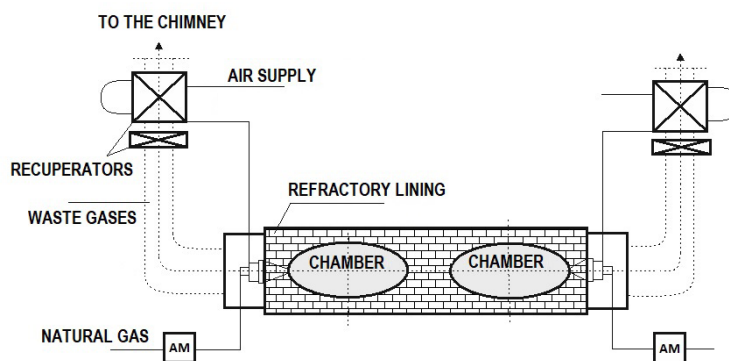 TO THE CHIMNEY
AIR SUPPLY
RECUPERATORS
REFRACTORY LINING
WASTE GASES
CHAMBER CHAMBER
NATURAL GAS
AM AM